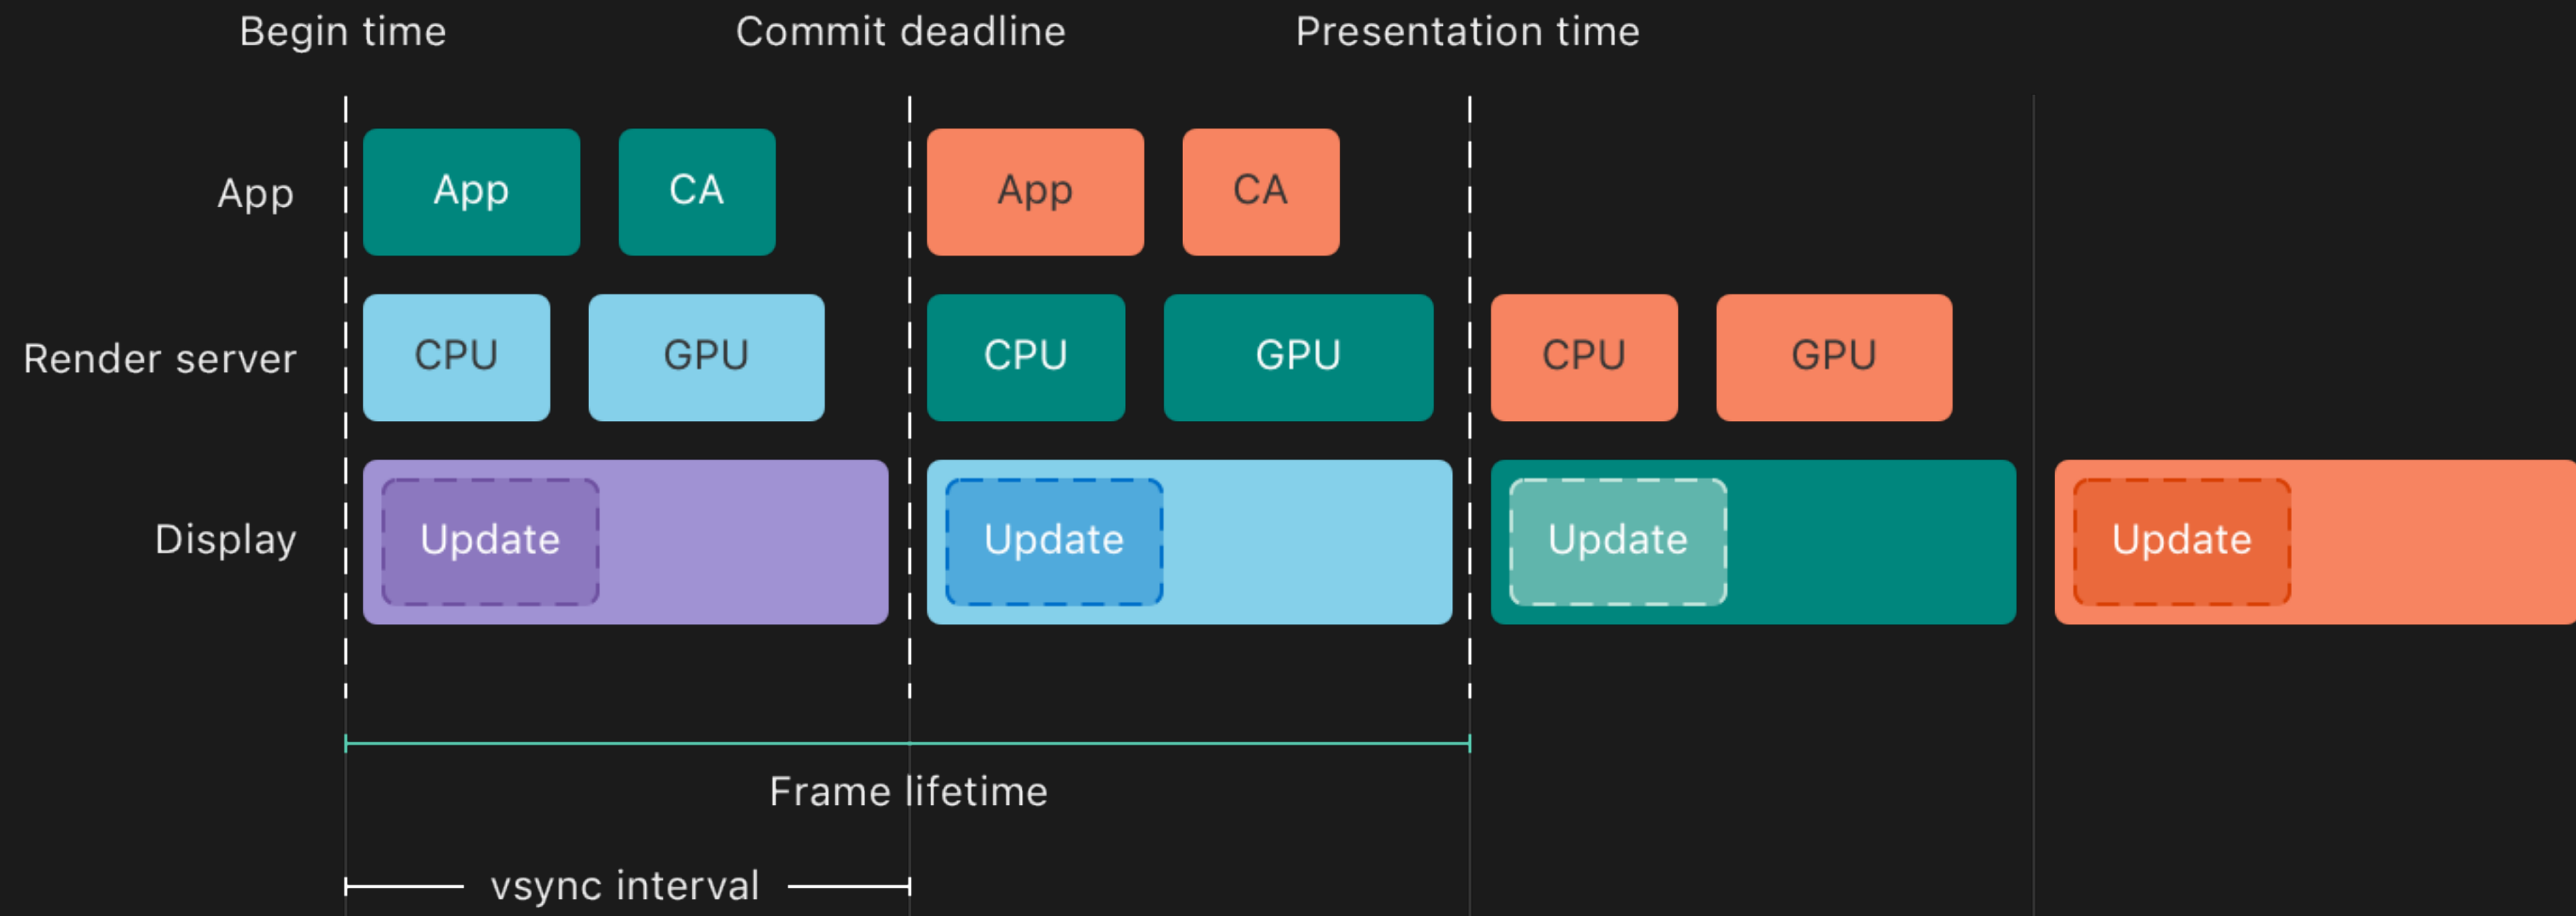 Begin time
Commit deadline
Presentation time
App
App
CA
App
CA
Render server
CPU
GPU
CPU
GPU
CPU
GPU
Display
Update
Update
Update
Update
Frame lifetime
vsync interval